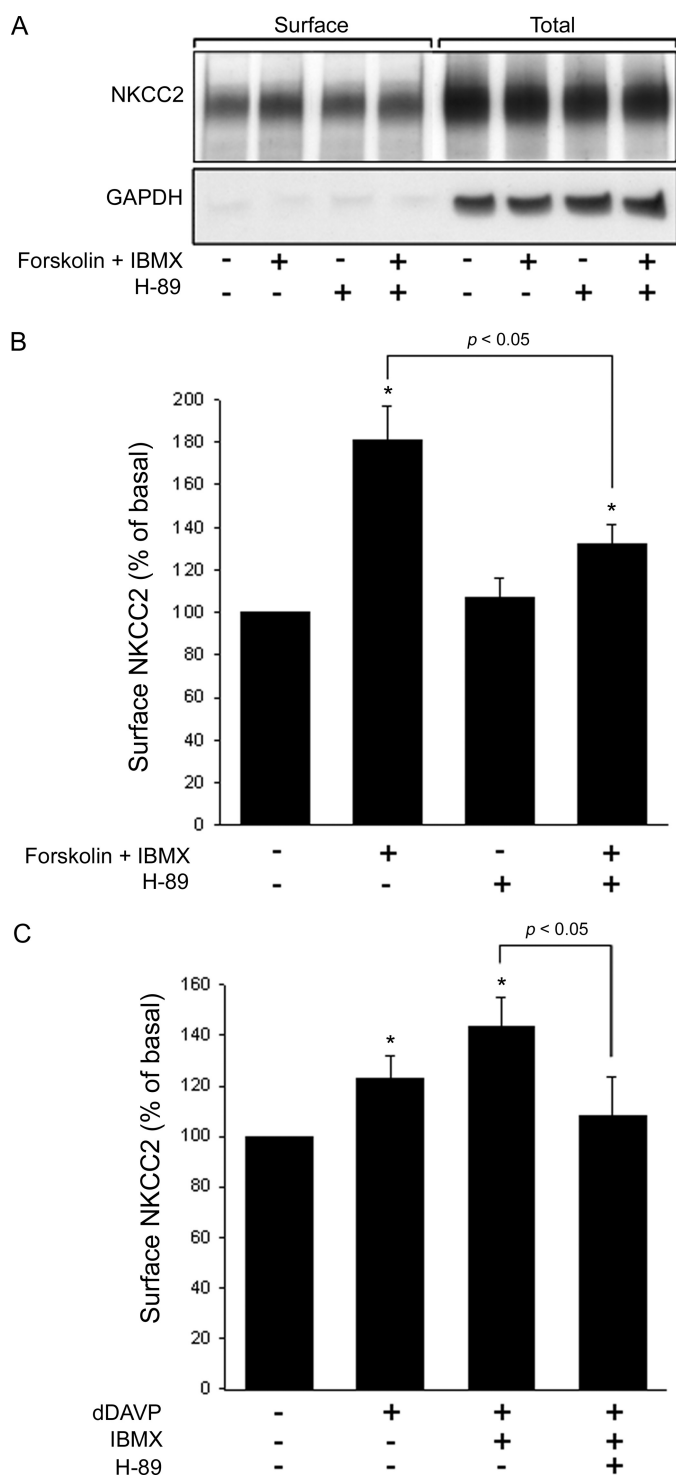 A
Surface Total
NKCC2
GAPDH
Forskolin + IBMX - + - + - + - +
H-89 - - + + - - + +
B
p < 0.05
* *
Surface NKCC2 (% of basal)
200
180
160
140
120
100
80
60
40
20
0
Forskolin + IBMX - + - +
H-89 - - + +
C
p < 0.05
* *
Surface NKCC2 (% of basal)
160
140
120
100
80
60
40
20
0
dDAVP - + + +
IBMX - - + +
H-89 - - - +